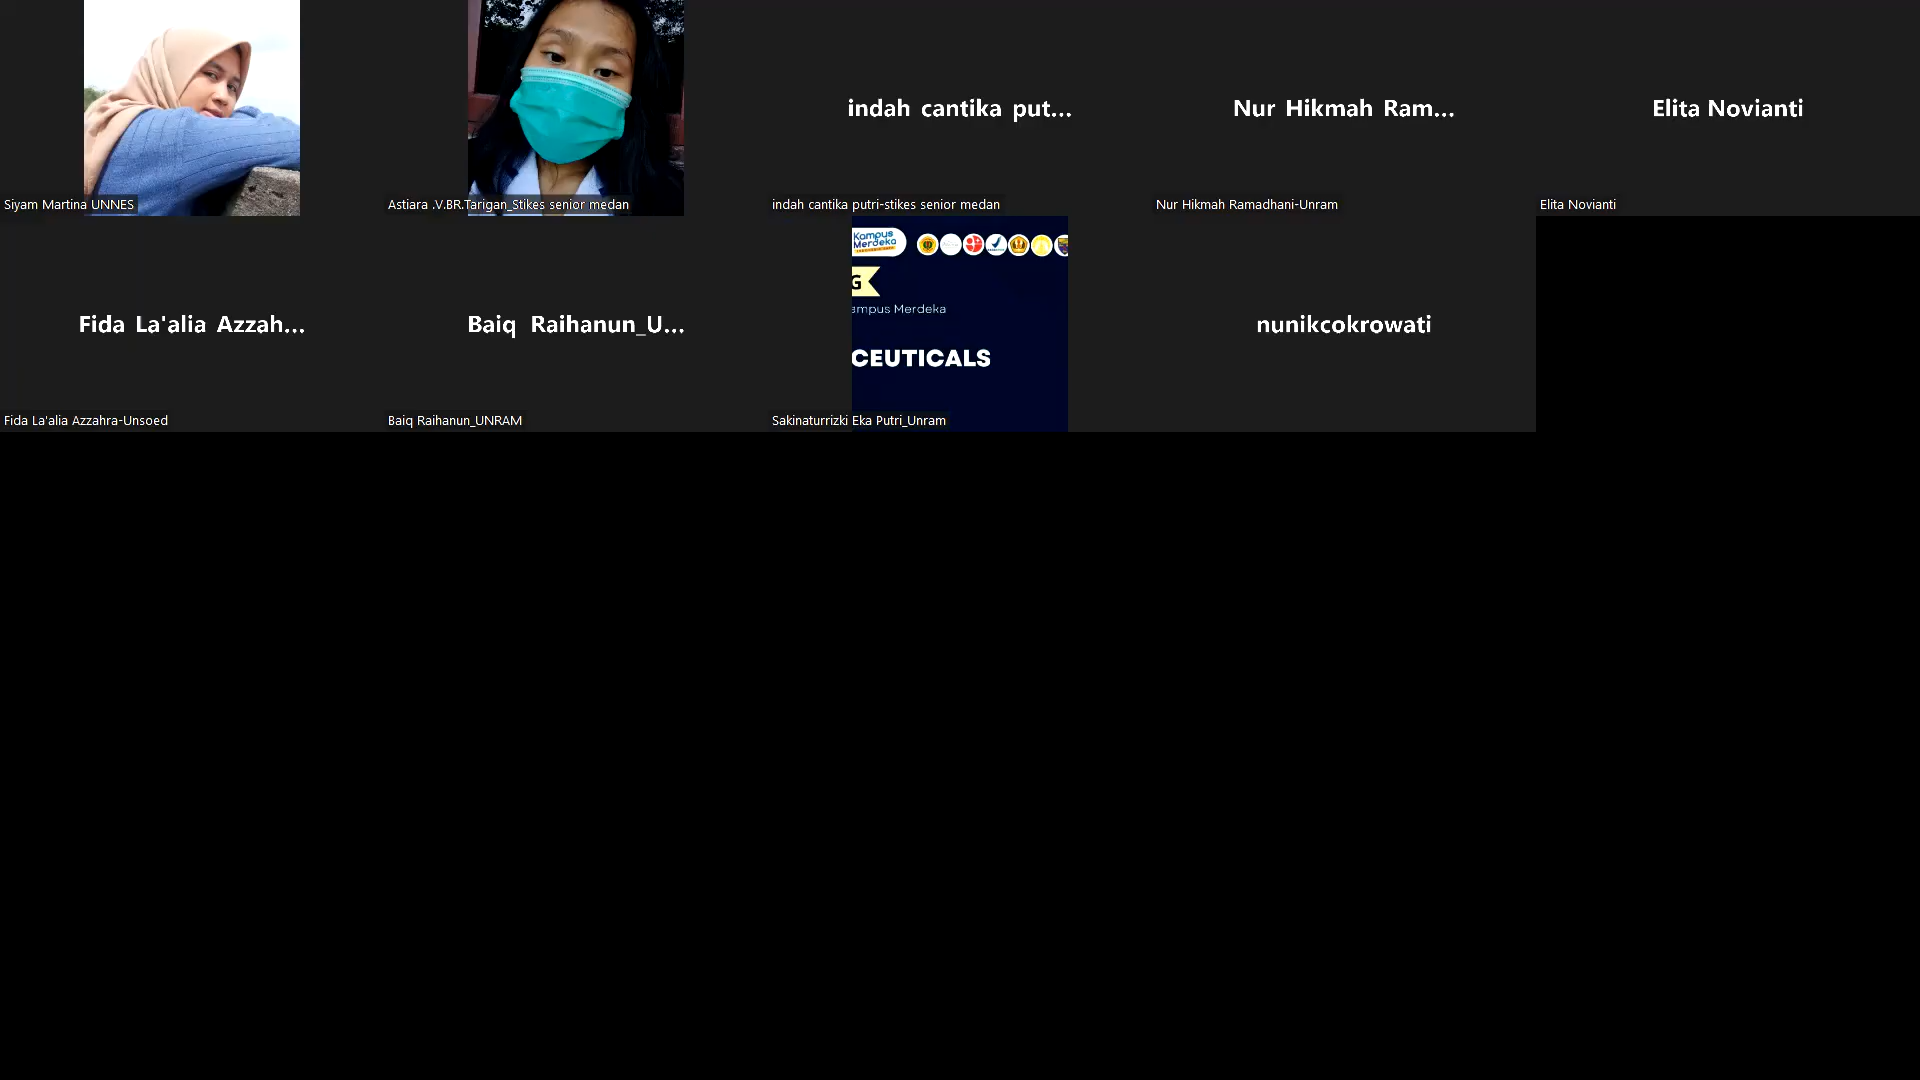 indah cantika put...
Nur Hikmah Ram...
Elita Novianti
Siyam Martina UNNES
Astiara .V.BR.Tarigan_Stikes senior medan
indah cantika putri-stikes senior medan
Nur Hikmah Ramadhani-Unram
Elita Novianti
Kampus
Merdeka
G
ampus Merdeka
Fida La'alia Azzah...
Baiq Raihanun_U...
CEUTICALS
nunikcokrowati
Fida La'alia Azzahra-Unsoed
Baiq Raihanun_UNRAM
Sakinaturrizki Eka Putri_Unram